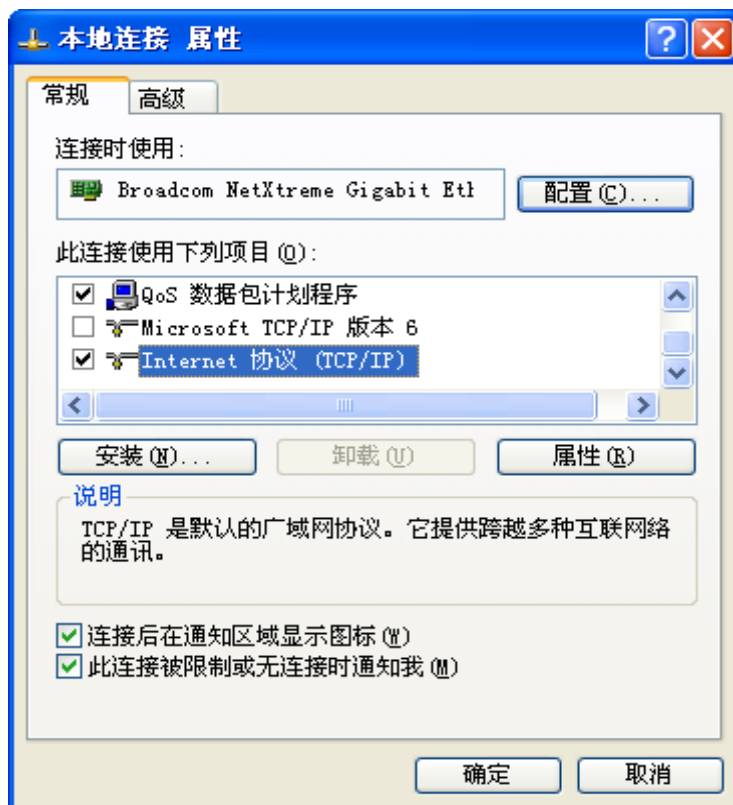 本地连接 属性
常规
高级
连接时使用:
Broadcom NetXtreme Gigabit Etl
配置(C)...
此连接使用下列项目(O):
QoS 数据包计划程序
Microsoft TCP/IP 版本 6
Internet 协议 (TCP/IP)
安装(N)...
卸载(U)
属性(R)
说明
TCP/IP 是默认的广域网协议。它提供跨越多种互联网络
的通讯。
连接后在通知区域显示图标(W)
此连接被限制或无连接时通知我(M)
确定
取消